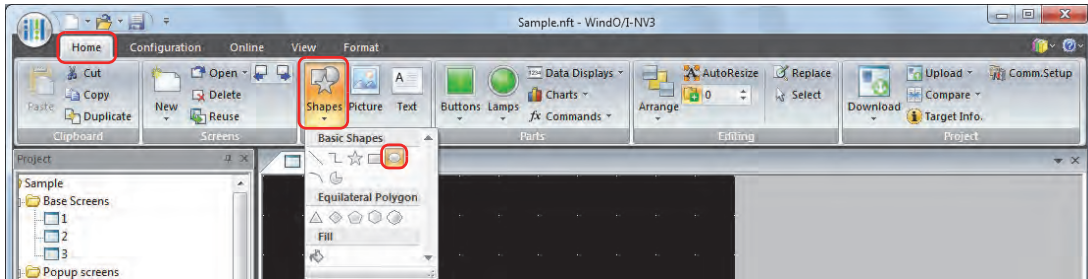 Sample.nft - WindO/I-NV3
Home Configuration Online View Format
Cut Open Shapes Picture Text Buttons Lamps Data Displays AutoResize Replace Upload Comm.Setup
Paste Copy New Delete Charts Arrange 0 Select Download Compare
Duplicate Reuse fx Commands Target Info.
Clipboard Screens Parts Editing Project
Basic Shapes
Project
Sample
Base Screens
Equilateral Polygon
1
2
Fill
3
Popup screens